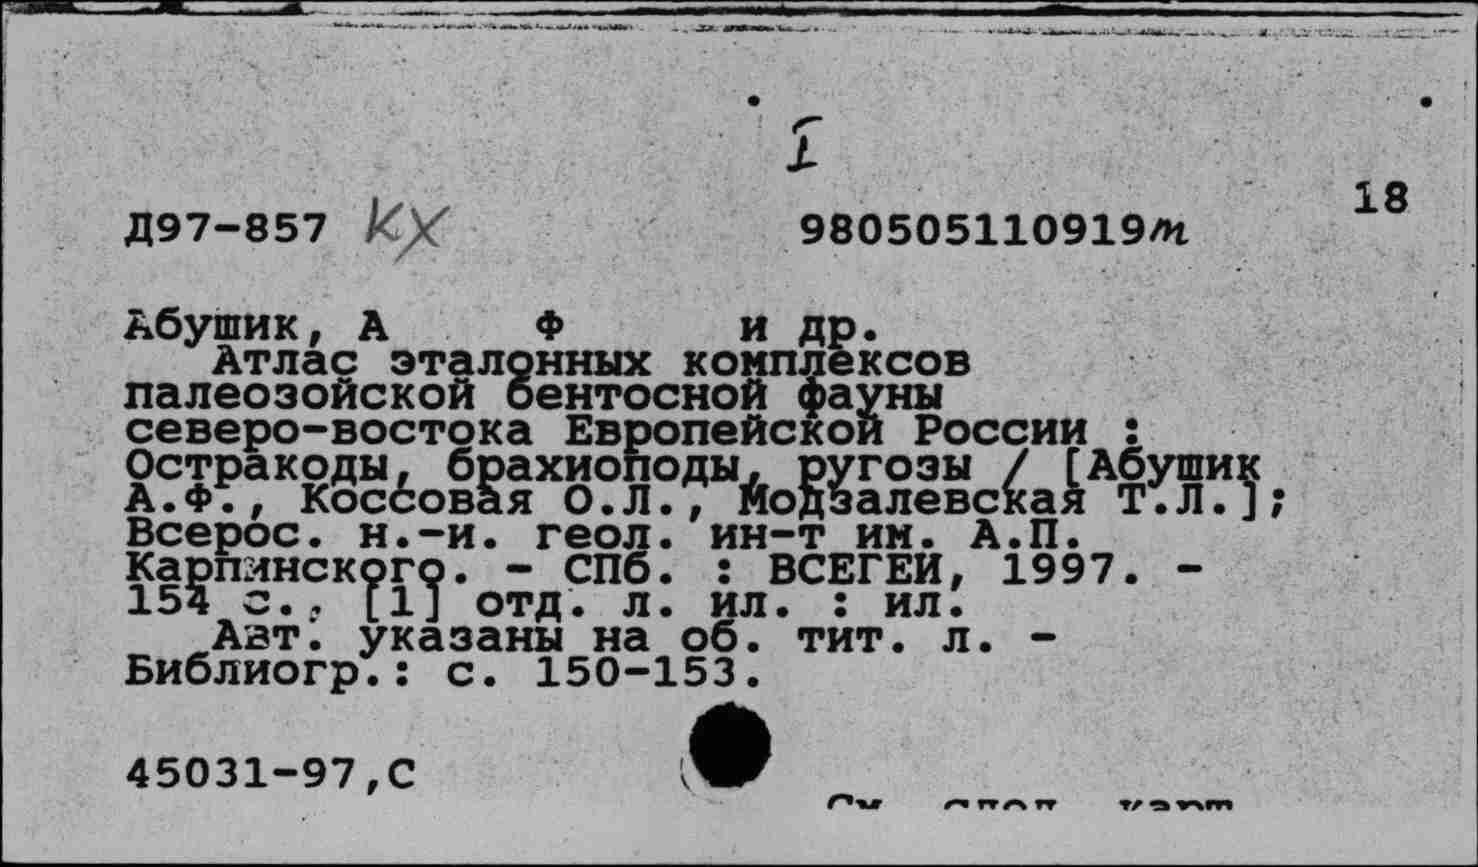 I
18
Д97-857 КХ 980505110919м
Абушик, А Ф и др.
Атлас эталонных комплексов
палеозойской бентосной фауны
северо-востока Европейской России :
Остракоды, брахиоподы, ругозы / [Абушик
А.Ф., Коссовая О.Л., Модзалевская Т.Л.];
Всерос. н.-и. геол. ин-т им. А.П.
Карпинского. - СПб. : ВСЕГЕИ, 1997. -
154 с., [1] отд. л. ил. : ил.
Авт. указаны на об. тит. л. -
Библиогр.: с. 150-153.
45031-97,С